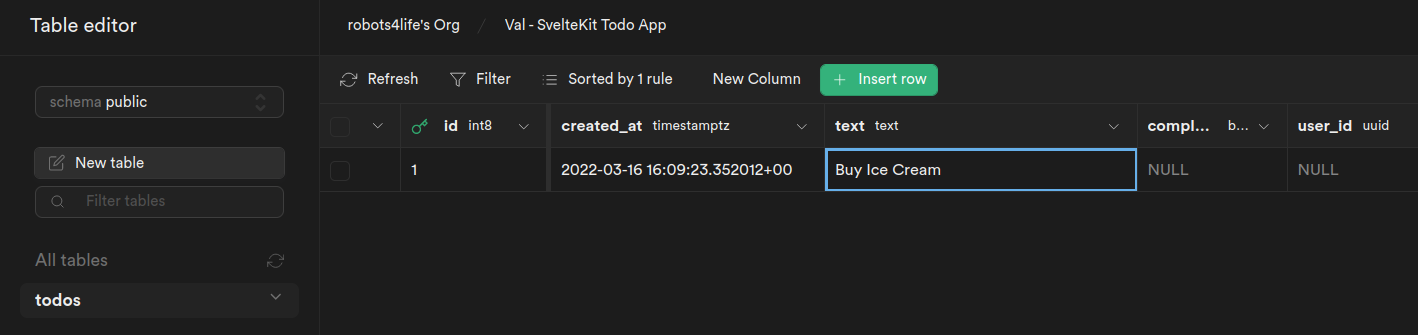 Table editor
robots4life's Org / Val - SvelteKit Todo App
schema public
Refresh Filter Sorted by 1 rule New Column + Insert row
id int8 created_at timestamptz text text compl... b... user_id uuid
New table
1 2022-03-16 16:09:23.352012+00 Buy Ice Cream NULL NULL
Filter tables
All tables
todos